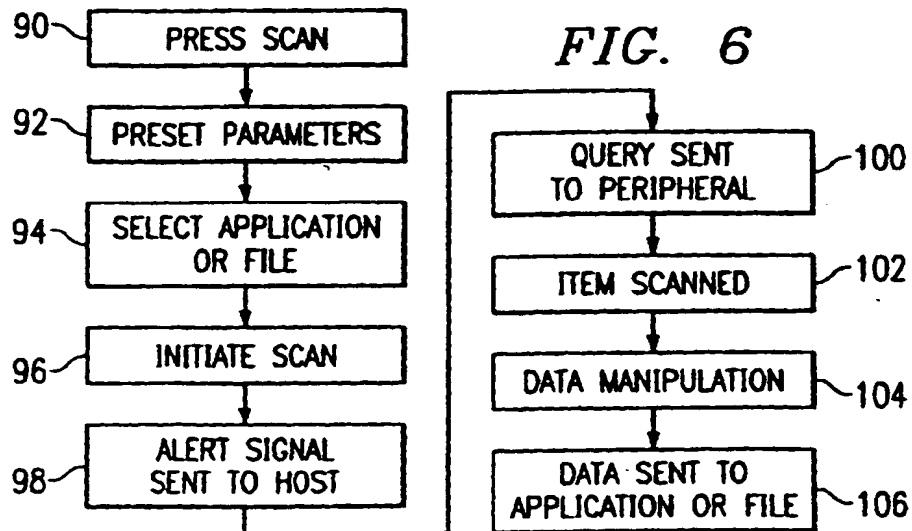 FIG. 6
90
PRESS SCAN
92
PRESET PARAMETERS
94
SELECT APPLICATION
OR FILE
96
INITIATE SCAN
98
ALERT SIGNAL
SENT TO HOST
QUERY SENT
TO PERIPHERAL
100
ITEM SCANNED
102
DATA MANIPULATION
104
DATA SENT TO
APPLICATION OR FILE
106